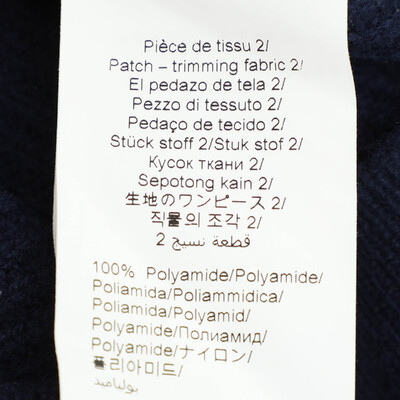 Pièce de tissu 2/
Patch – trimming fabric 2/
El pedazo de tela 2/
Pezzo di tessuto 2/
Pedaço de tecido 2/
Stück stoff 2/Stuk stof 2/
Кусок ткани 2/
Sepotong kain 2/
生地のワンピース 2/
직물의 조각 2/
قطعة نسيج 2
100% Polyamide/Polyamide/
Poliamida/Poliammidica/
Poliamida/Polyamid/
Polyamide/Полиамид/
Polyamide/ナイロン/
폴리아미드/
بولياميد